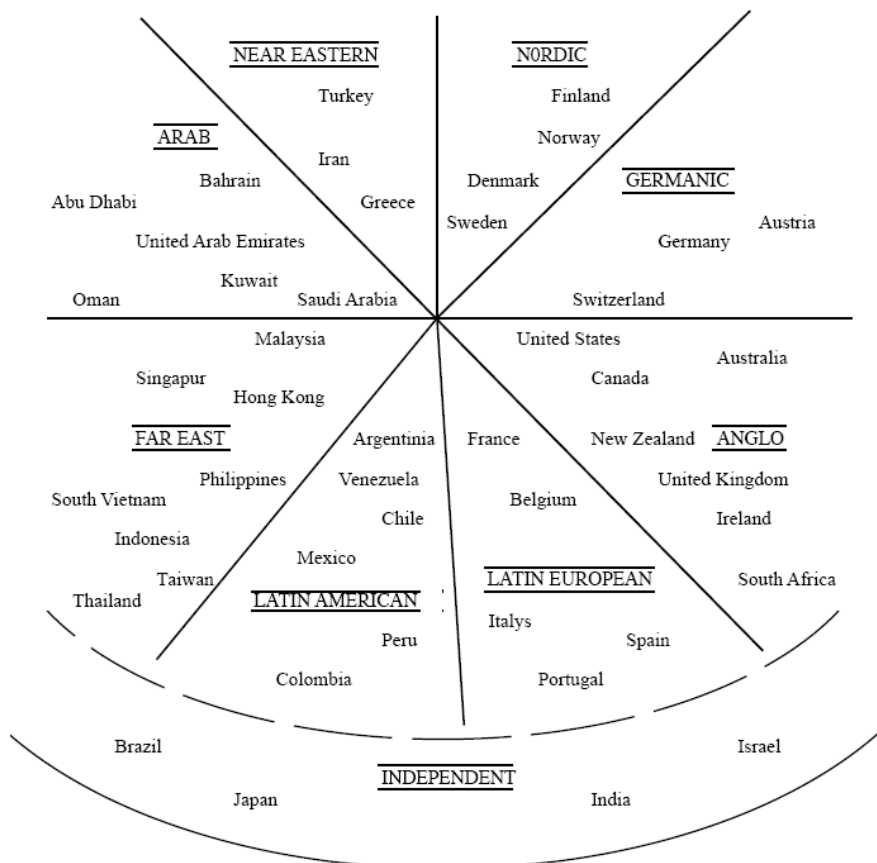 NEAR EASTERN
Turkey
Iran
Greece
N0RDIC
Finland
Norway
Denmark
Sweden
ARAB
Bahrain
Abu Dhabi
United Arab Emirates
Kuwait
Oman
Saudi Arabia
GERMANIC
Austria
Germany
Switzerland
Malaysia
Singapur
Hong Kong
FAR EAST
Philippines
South Vietnam
Indonesia
Taiwan
Thailand
Argentinia
Venezuela
Chile
Mexico
LATIN AMERICAN
Peru
Colombia
France
Belgium
LATIN EUROPEAN
Italys
Spain
Portugal
United States
Australia
Canada
New Zealand
ANGLO
United Kingdom
Ireland
South Africa
Brazil
Israel
INDEPENDENT
Japan
India